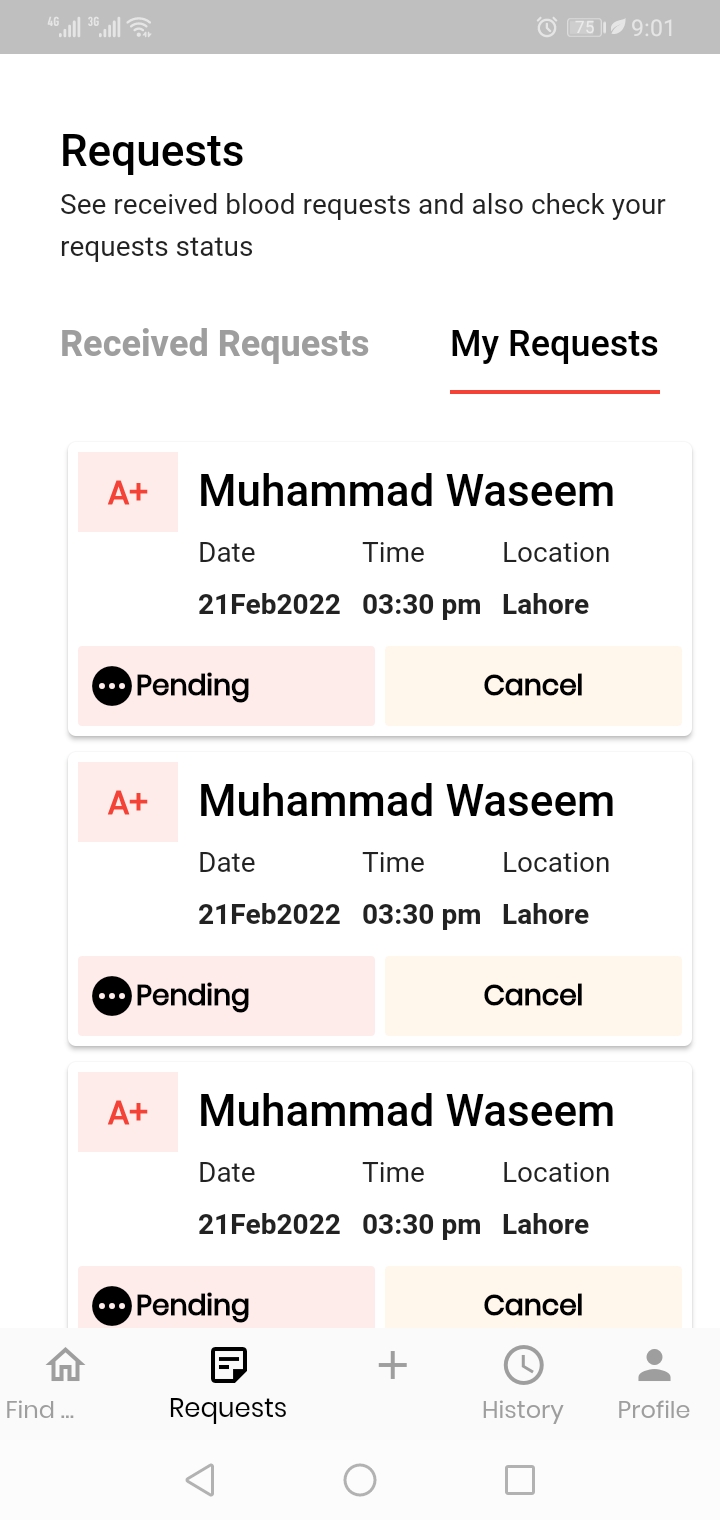 4G 3G 75 9:01
Requests
See received blood requests and also check your
requests status
Received Requests My Requests
A+ Muhammad Waseem
Date Time Location
21Feb2022 03:30 pm Lahore
Pending Cancel
A+ Muhammad Waseem
Date Time Location
21Feb2022 03:30 pm Lahore
Pending Cancel
A+ Muhammad Waseem
Date Time Location
21Feb2022 03:30 pm Lahore
Pending Cancel
Find ... Requests History Profile